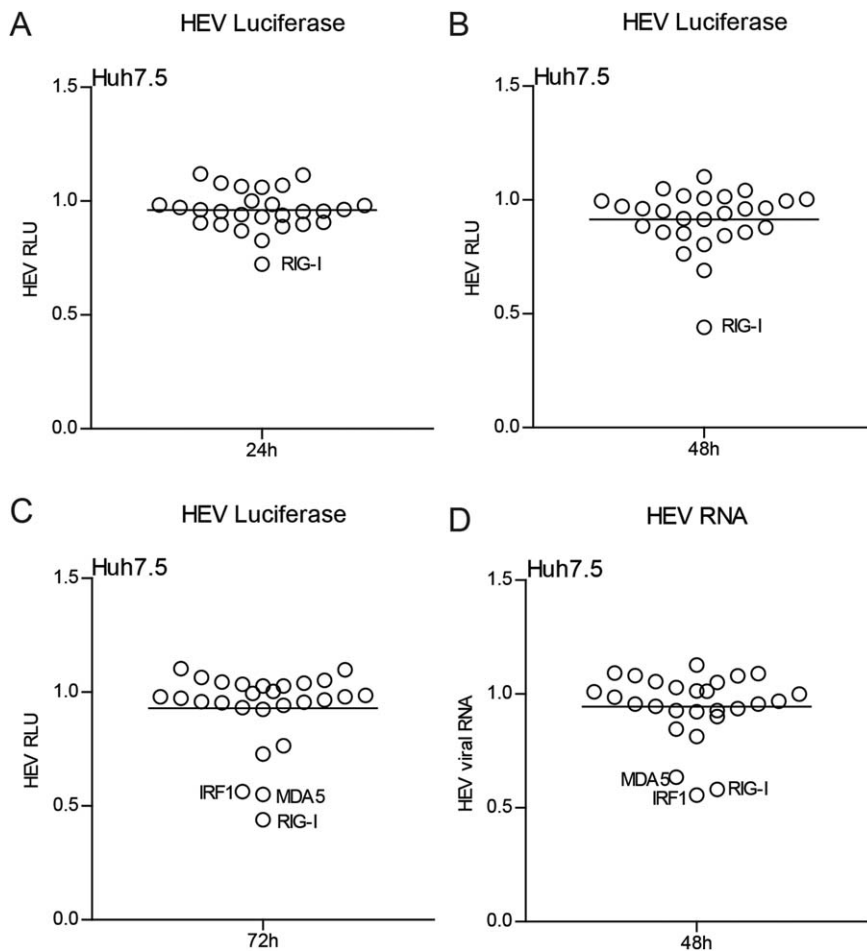 A
HEV Luciferase
Huh7.5
1.5
1.0
0.5
0.0
HEV RLU
RIG-I
24h
B
HEV Luciferase
Huh7.5
1.5
1.0
0.5
0.0
HEV RLU
RIG-I
48h
C
HEV Luciferase
Huh7.5
1.5
1.0
0.5
0.0
HEV RLU
IRF1
MDA5
RIG-I
72h
D
HEV RNA
Huh7.5
1.5
1.0
0.5
0.0
HEV viral RNA
MDA5
IRF1
RIG-I
48h